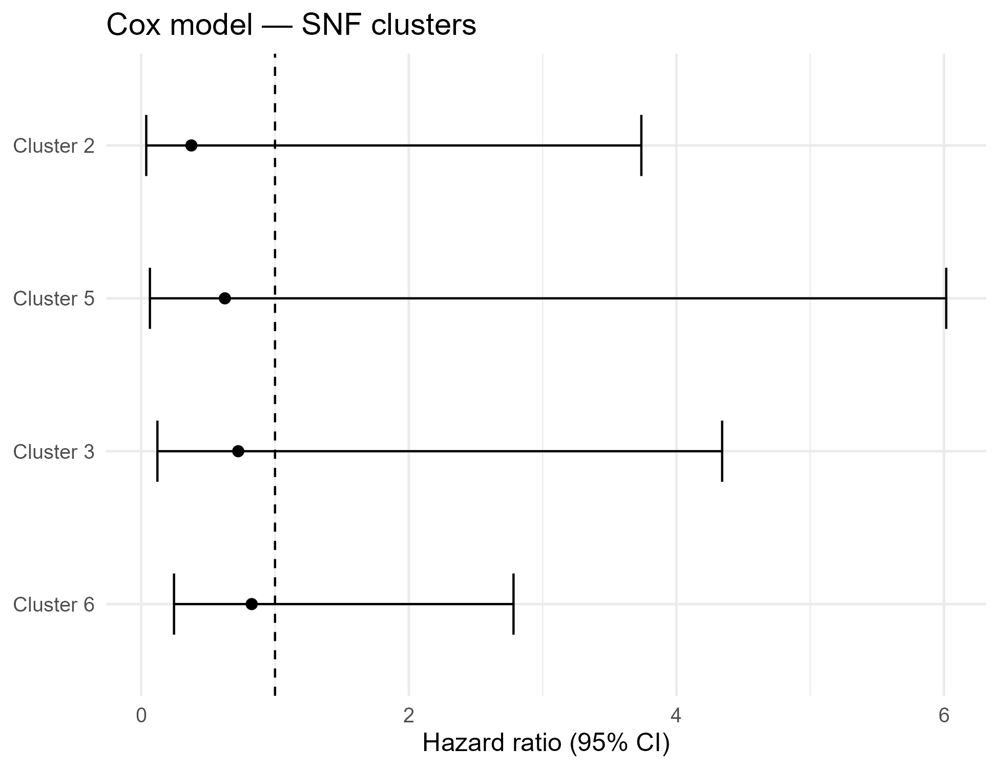 Cox model — SNF clusters
Cluster 2
Cluster 5
Cluster 3
Cluster 6
0 2 4 6
Hazard ratio (95% CI)